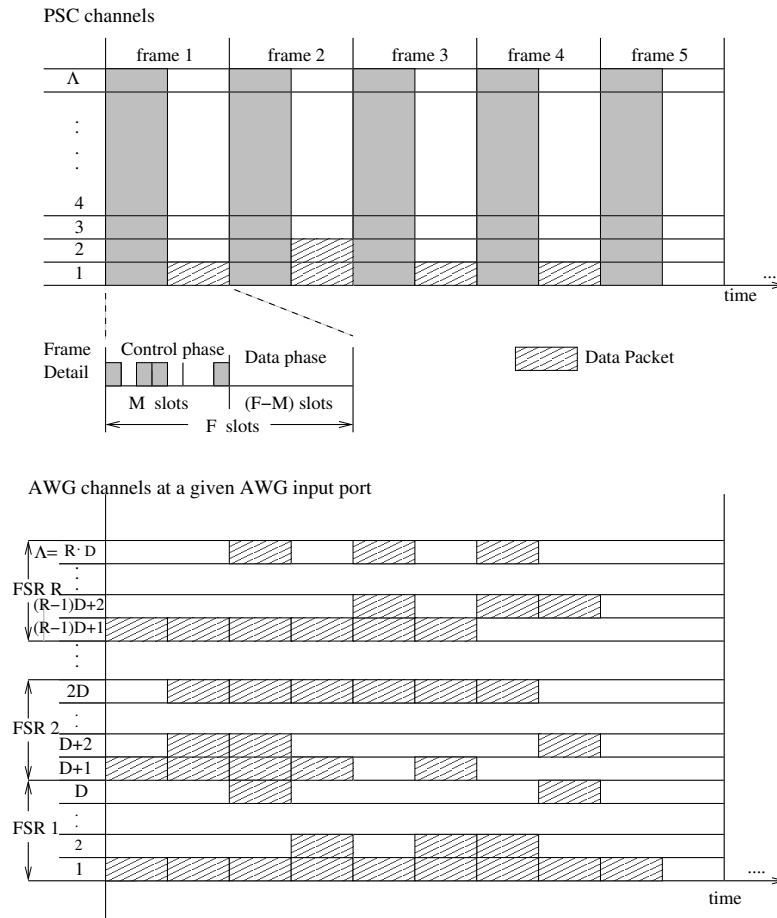 PSC channels
frame 1 frame 2 frame 3 frame 4 frame 5
Λ
.
.
.
.
4
3
2
1
....
time
Frame Detail
Control phase
Data phase
M slots
(F−M) slots
F slots
Data Packet
AWG channels at a given AWG input port
FSR R
Λ= R·D
.
.
(R−1)D+2
(R−1)D+1
.
.
FSR 2
2D
.
.
D+2
D+1
FSR 1
D
.
.
2
1
....
time